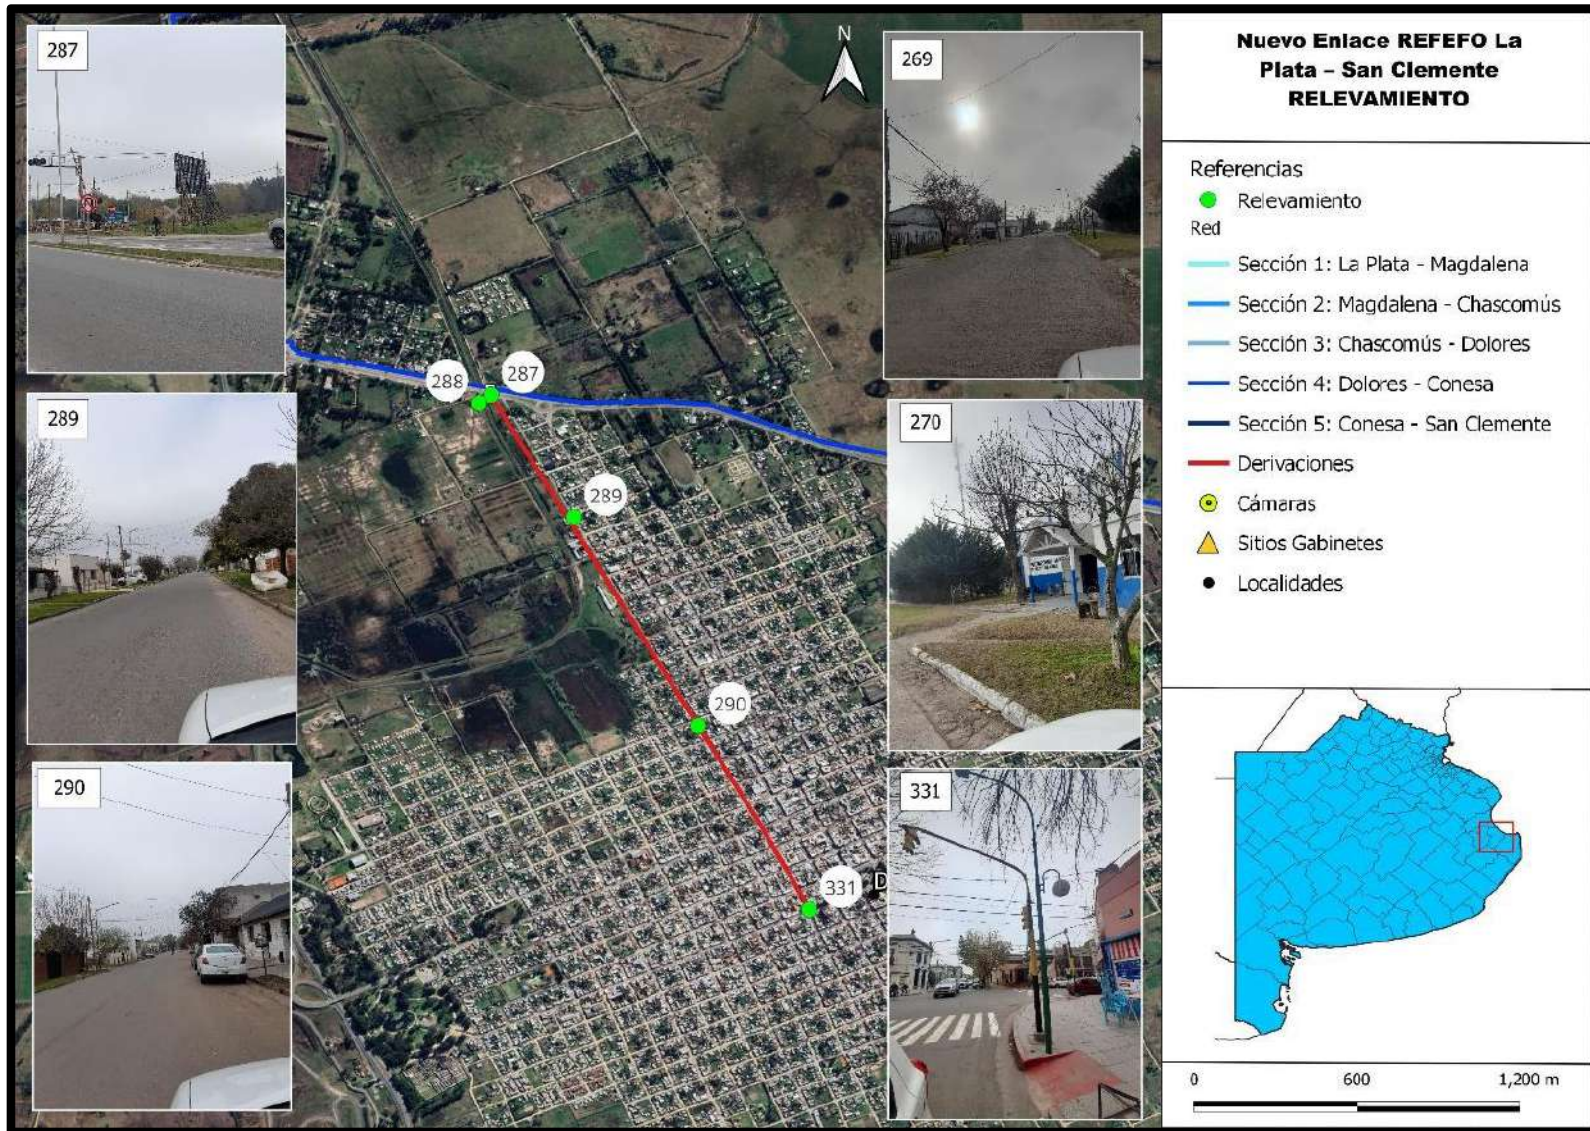 287
289
290
N
269
270
331
288
287
289
290
331
D
Nuevo Enlace REFEFO La
Plata – San Clemente
RELEVAMIENTO
Referencias
Relevamiento
Red
Sección 1: La Plata - Magdalena
Sección 2: Magdalena - Chascomús
Sección 3: Chascomús - Dolores
Sección 4: Dolores - Conesa
Sección 5: Conesa - San Clemente
Derivaciones
Cámaras
Sitios Gabinetes
Localidades
0 600 1,200 m